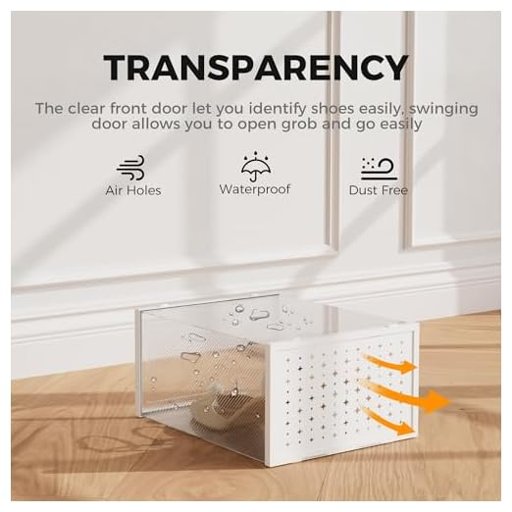 TRANSPARENCY
The clear front door let you identify shoes easily, swinging
door allows you to open grob and go easily
Air Holes
Waterproof
Dust Free